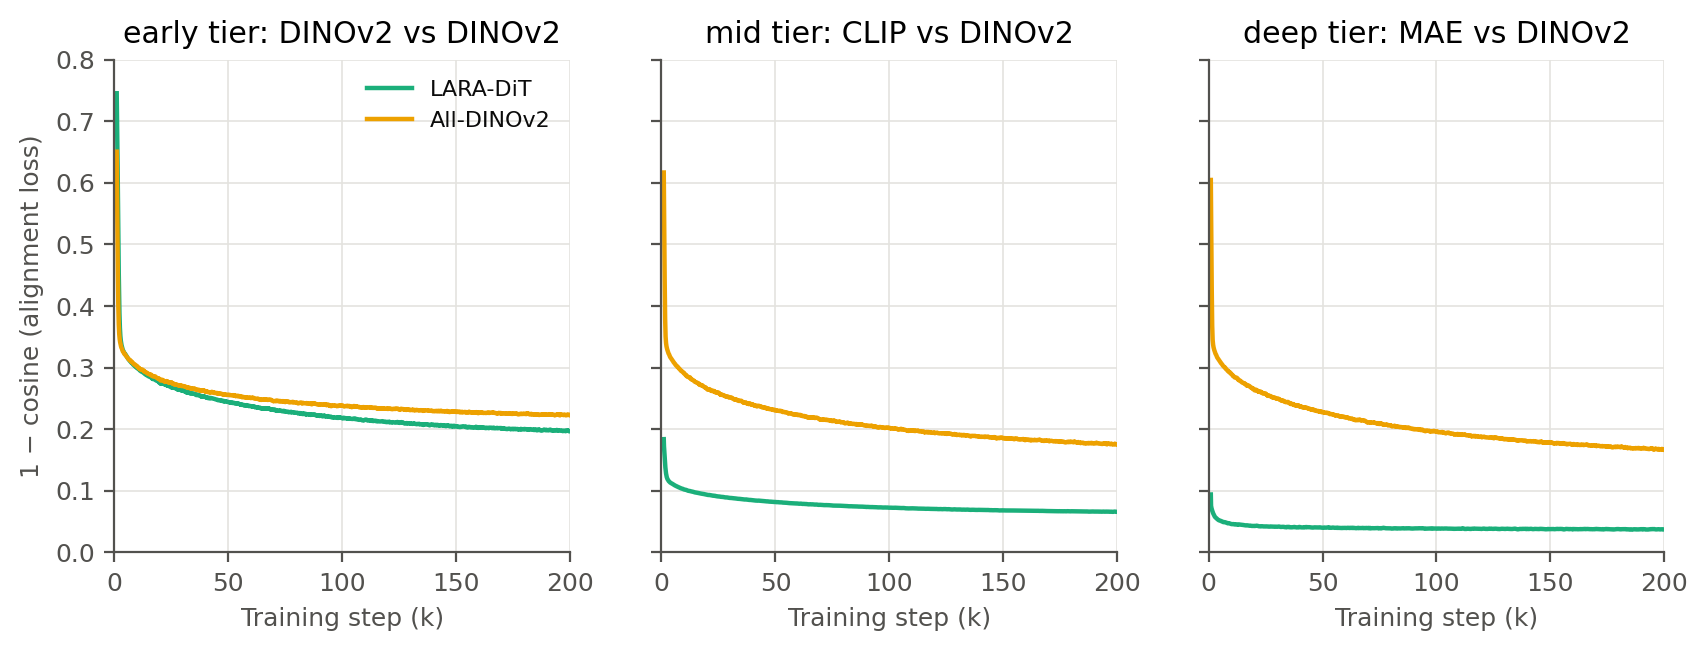 early tier: DINOv2 vs DINOv2
mid tier: CLIP vs DINOv2
deep tier: MAE vs DINOv2
1 − cosine (alignment loss)
0.8
0.7
0.6
0.5
0.4
0.3
0.2
0.1
0.0
LARA-DiT
All-DINOv2
0 50 100 150 200
0 50 100 150 200
0 50 100 150 200
Training step (k)
Training step (k)
Training step (k)